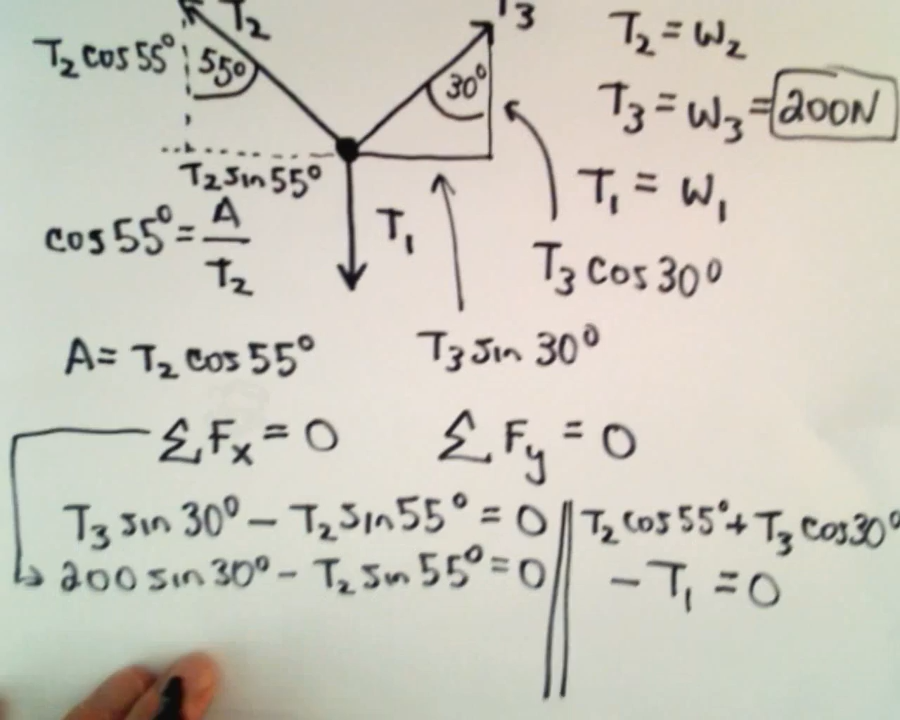 T₂
T₃
T₂ cos 55°
55°
30°
T₂ = W₂
T₃ = W₃ = 200N
T₂ sin 55°
T₁ = W₁
cos 55° = A / T₂
T₁
T₃ cos 30°
A = T₂ cos 55°
T₃ sin 30°
ΣFx = 0
ΣFy = 0
T₃ sin 30° - T₂ sin 55° = 0
200 sin 30° - T₂ sin 55° = 0
T₂ cos 55° + T₃ cos 30°
- T₁ = 0